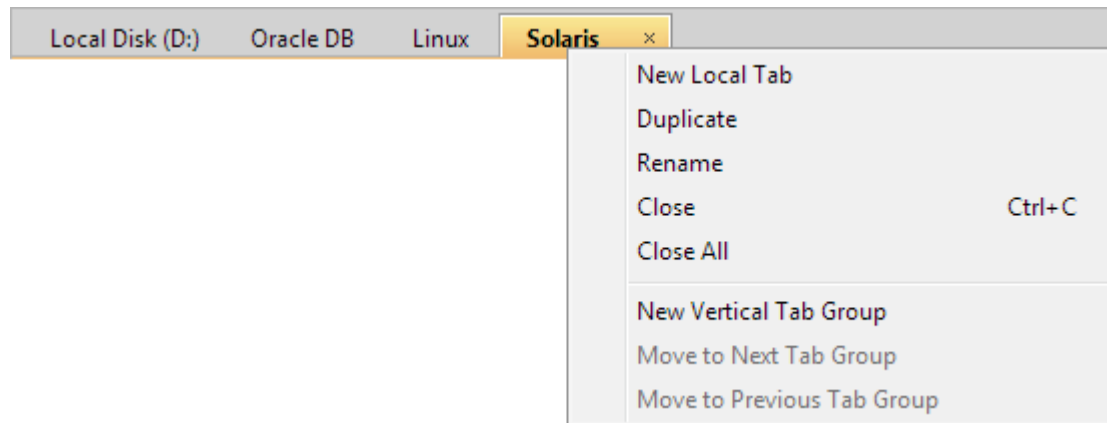 Local Disk (D:) Oracle DB Linux Solaris ×
New Local Tab
Duplicate
Rename
Close Ctrl+C
Close All
New Vertical Tab Group
Move to Next Tab Group
Move to Previous Tab Group